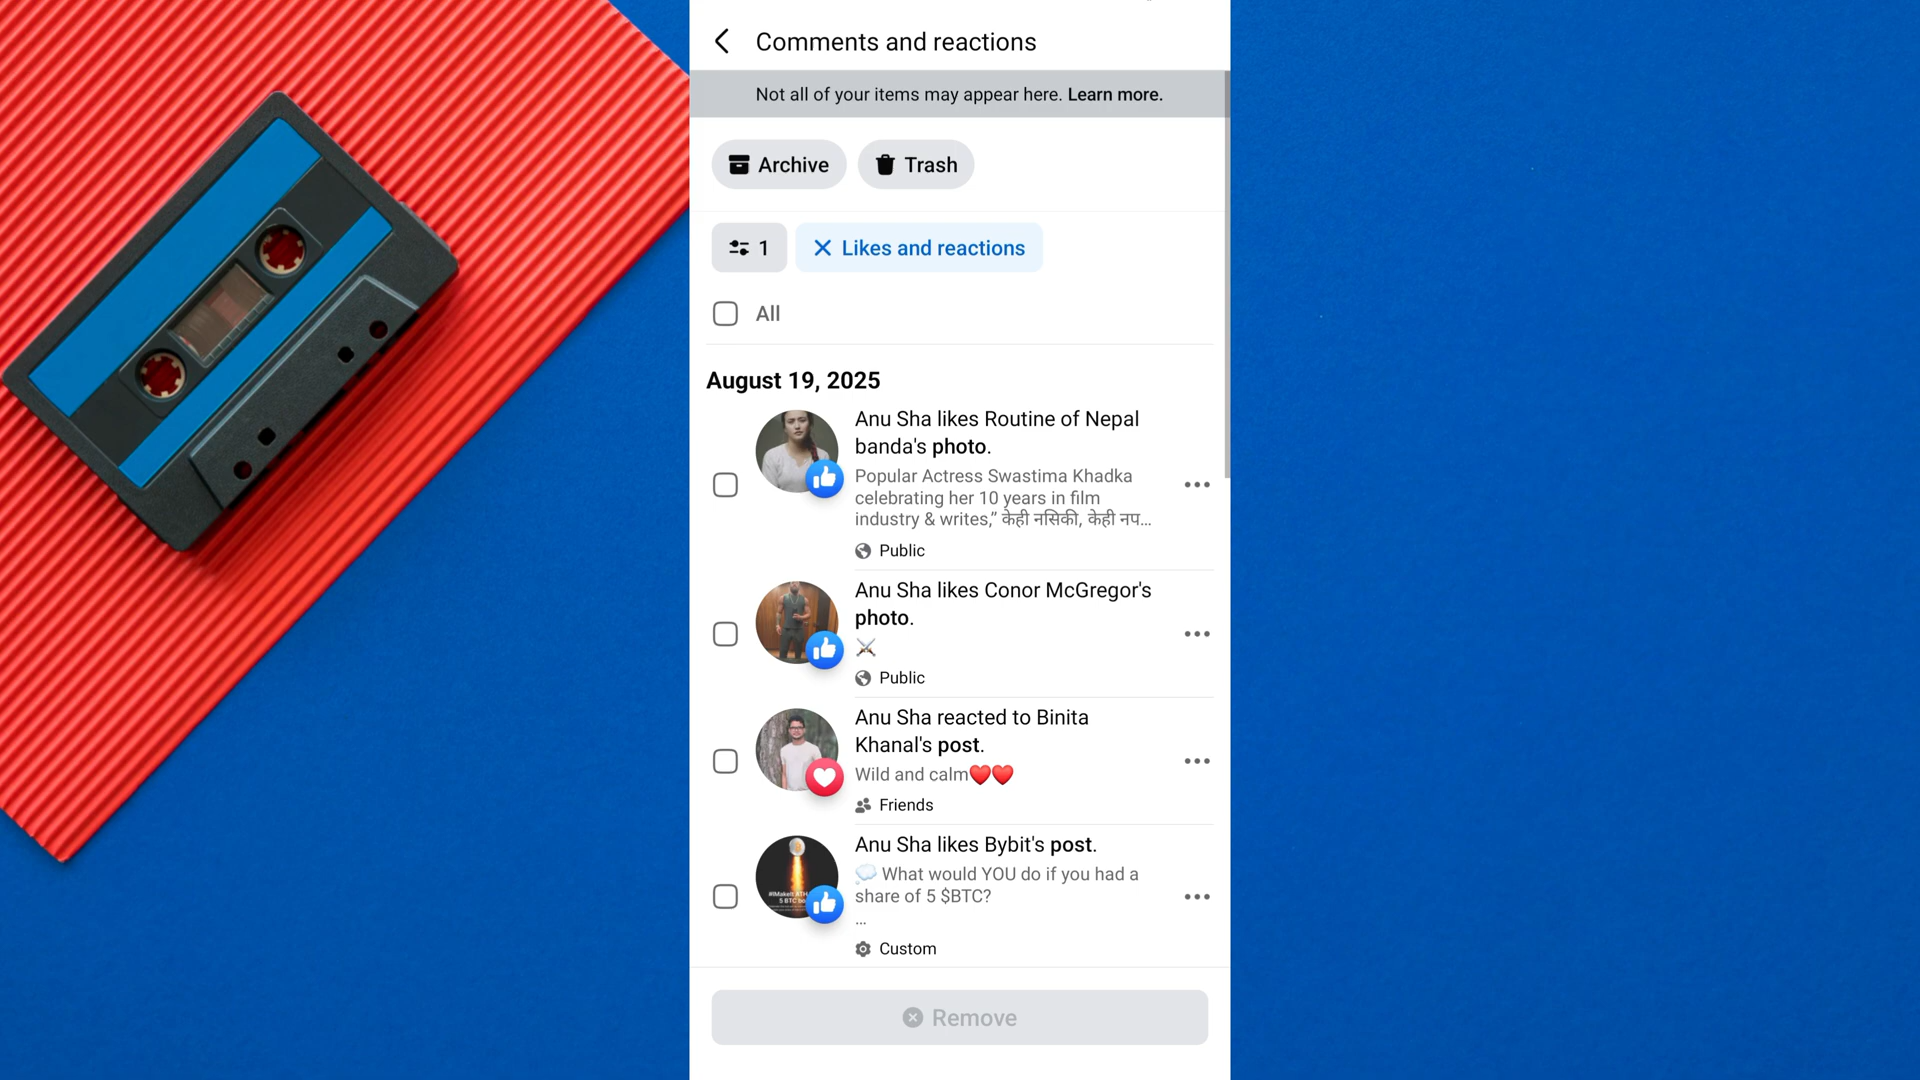 Comments and reactions
Not all of your items may appear here. Learn more.
Archive
Trash
1
Likes and reactions
All
August 19, 2025
Anu Sha likes Routine of Nepal
banda's photo.
Popular Actress Swastima Khadka
celebrating her 10 years in film
industry & writes,” केही नसिकी, केही नप...
Public
Anu Sha likes Conor McGregor's
photo.
⚔️
Public
Anu Sha reacted to Binita
Khanal's post.
Wild and calm❤️❤️
Friends
Anu Sha likes Bybit's post.
💭 What would YOU do if you had a
share of 5 $BTC?
...
Custom
Remove